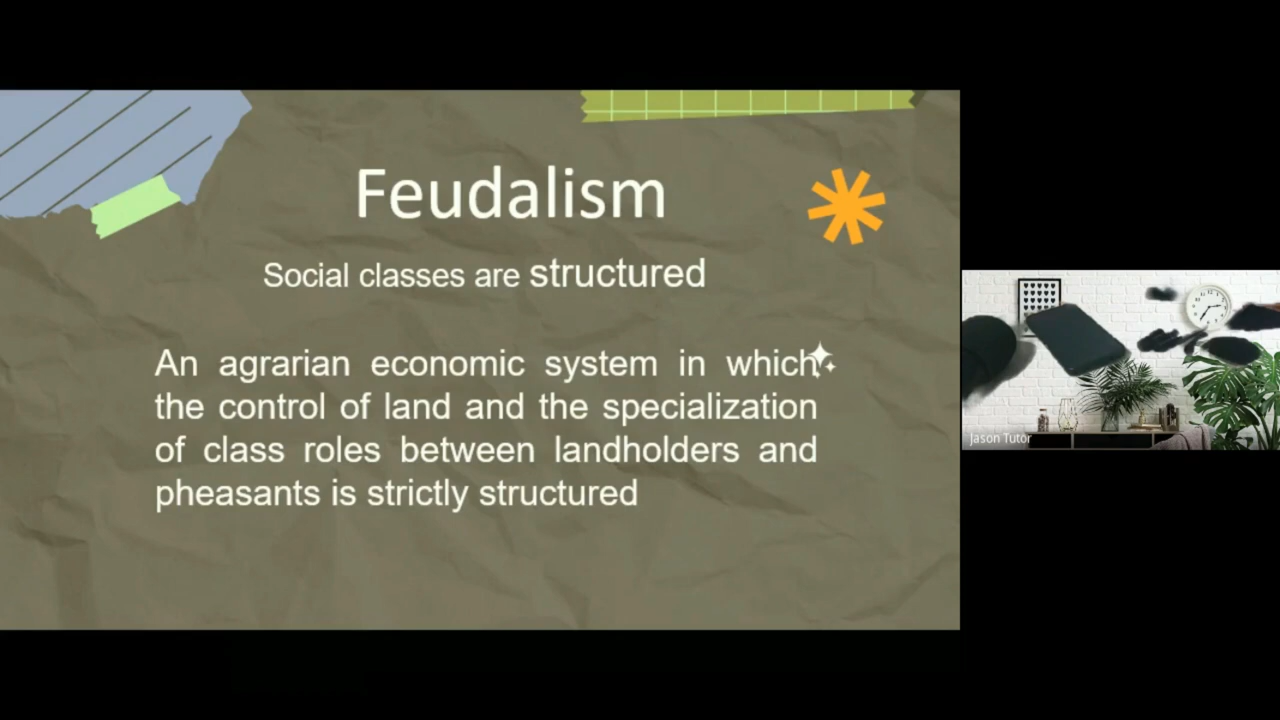 Feudalism
Social classes are structured
An agrarian economic system in which
the control of land and the specialization
of class roles between landholders and
pheasants is strictly structured
Jason Tutor